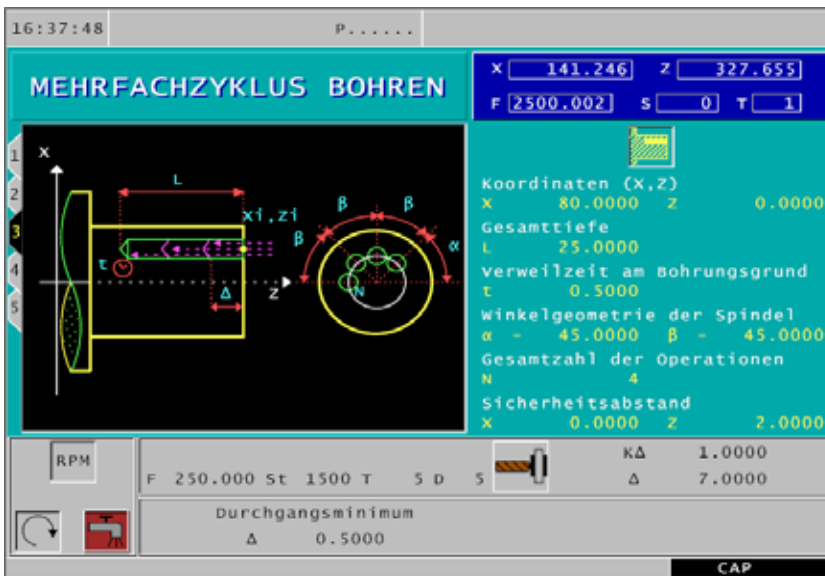 16:37:48 P......
MEHRFACHZYKLUS BOHREN
X 141.246 Z 327.655
F 2500.002 S 0 T 1
1
2
3
4
5
X
L
xi,zi
t
Δ
Z
β
β
β
α
N
Koordinaten (X,Z)
X 80.0000 Z 0.0000
Gesamttiefe
L 25.0000
Verweilzeit am Bohrungsgrund
t 0.5000
Winkelgeometrie der Spindel
α - 45.0000 β - 45.0000
Gesamtzahl der Operationen
N 4
Sicherheitsabstand
X 0.0000 Z 2.0000
RPM
F 250.000 St 1500 T 5 D 5
KΔ 1.0000
Δ 7.0000
Durchgangsminimum
Δ 0.5000
CAP